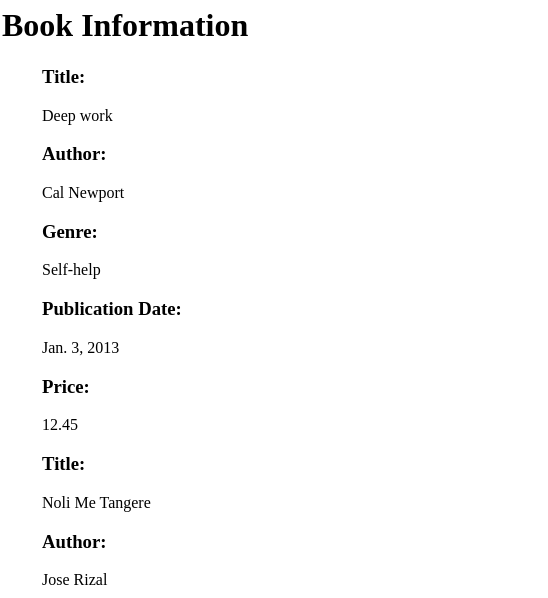 Book Information
Title:
Deep work
Author:
Cal Newport
Genre:
Self-help
Publication Date:
Jan. 3, 2013
Price:
12.45
Title:
Noli Me Tangere
Author:
Jose Rizal